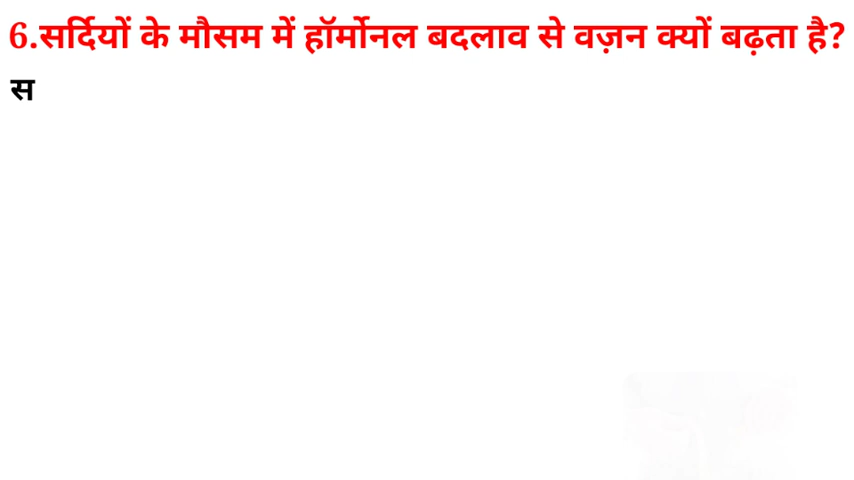 6.सर्दियों के मौसम में हॉर्मोनल बदलाव से वज़न क्यों बढ़ता है?
स